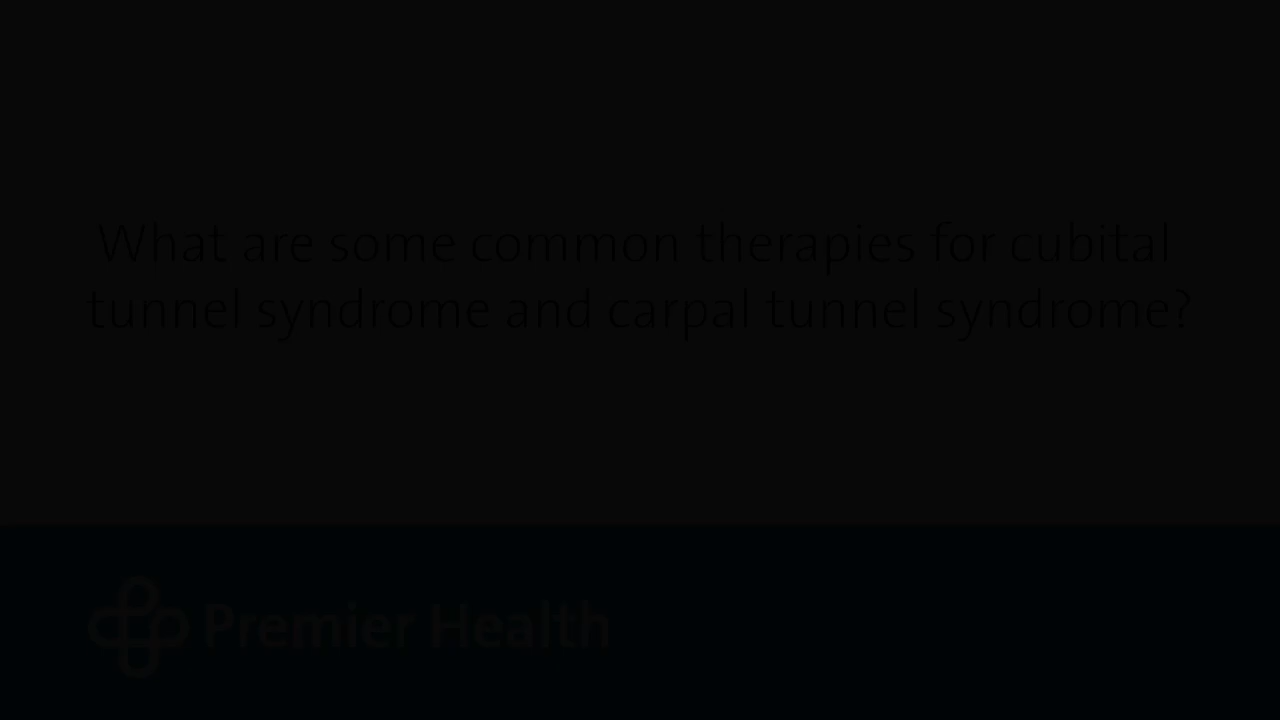 What are some common therapies for cubital
tunnel syndrome and carpal tunnel syndrome?
Premier Health